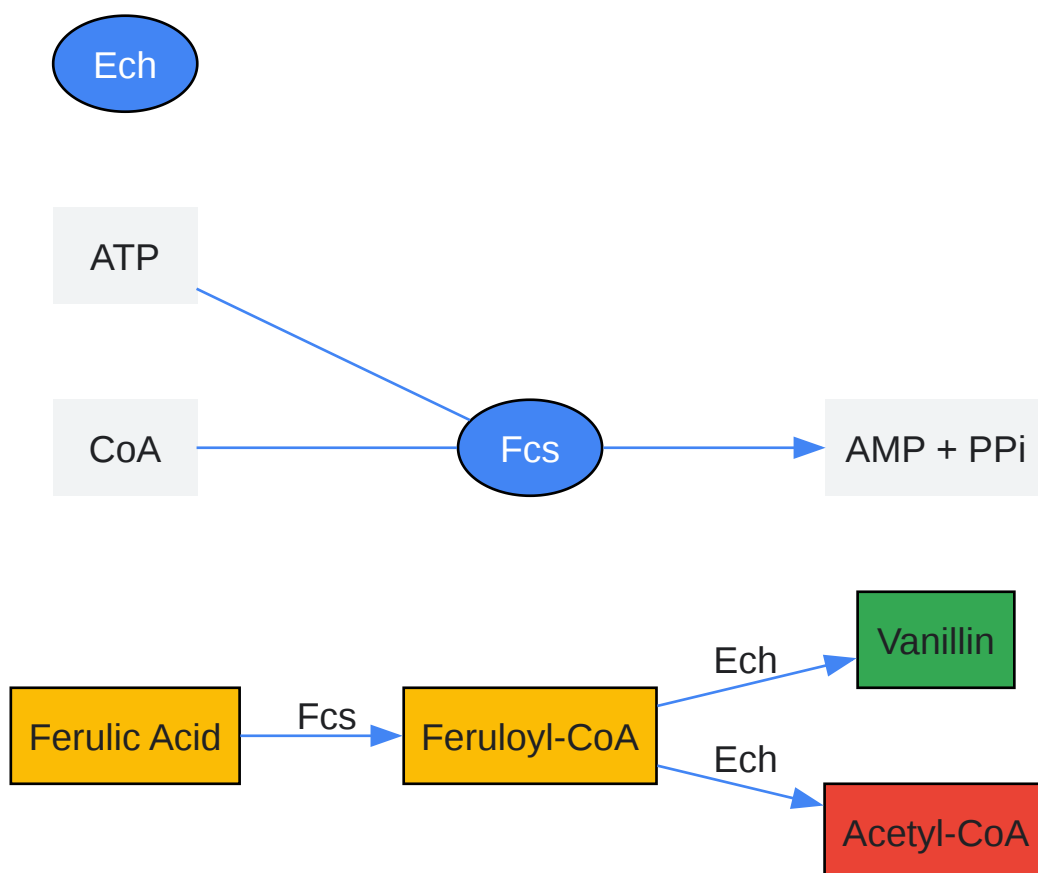 Ech
ATP
CoA
Fcs
AMP + PPi
Vanillin
Ech
Fcs
Ferulic Acid
Feruloyl-CoA
Ech
Acetyl-CoA